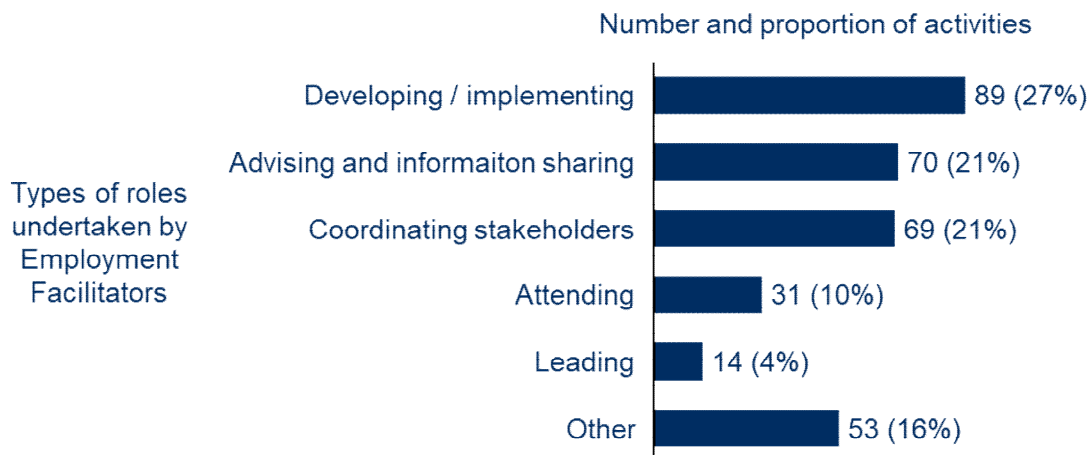 Number and proportion of activities
Types of roles
undertaken by
Employment
Facilitators
Developing / implementing 89 (27%)
Advising and informaiton sharing 70 (21%)
Coordinating stakeholders 69 (21%)
Attending 31 (10%)
Leading 14 (4%)
Other 53 (16%)